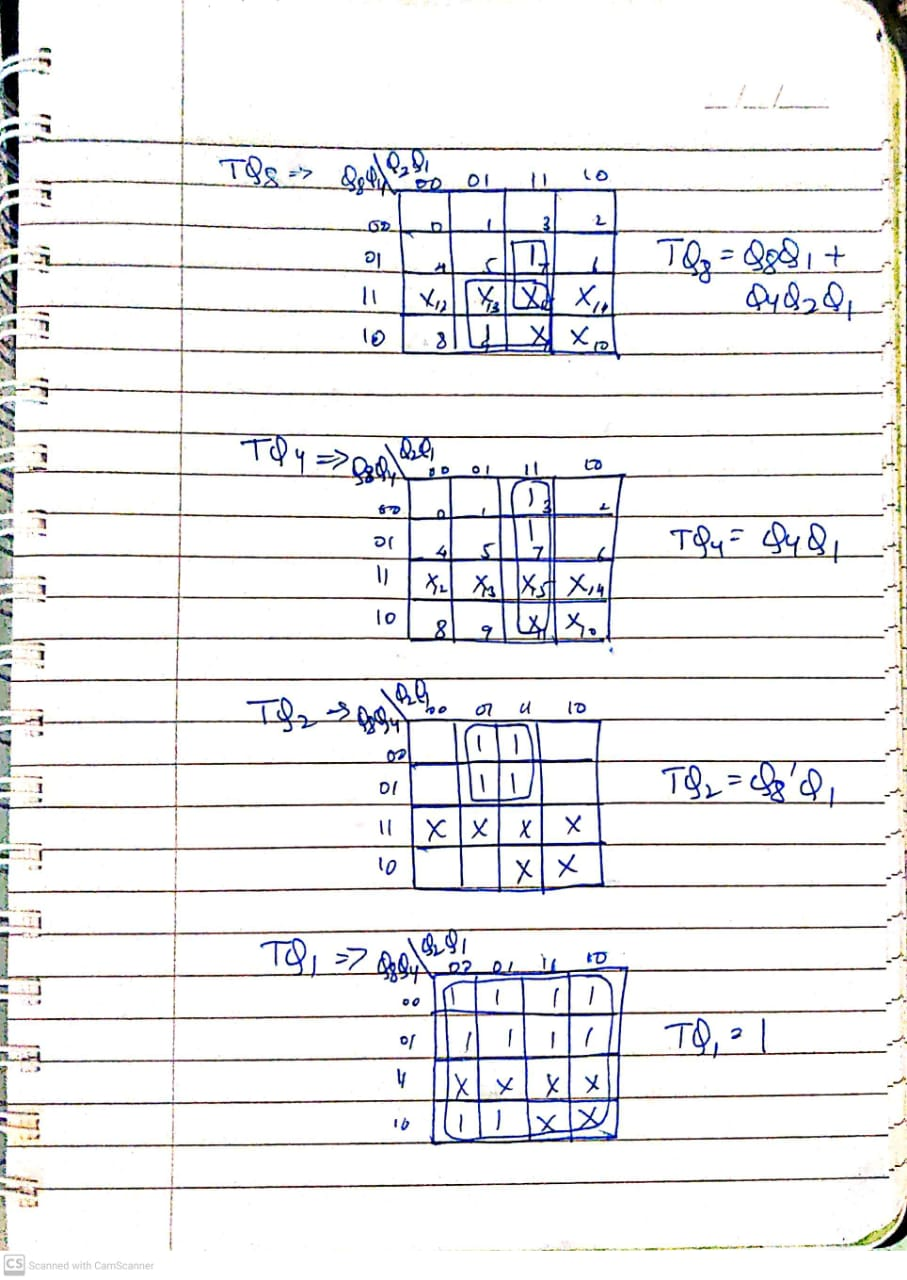 TQ8 => Q8Q4\Q2Q1
00 01 11 10
00 0 1 3 2
01 4 5 1 7 6
11 X12 X13 X X14
10 8 1 9 X X10
TQ8 = Q8Q1 +
Q4Q2Q1
TQ4 => Q8Q4\Q2Q1
00 01 11 10
00 0 1 1 3 2
01 4 5 1 7 6
11 X12 X13 X15 X14
10 8 9 X11 X10
TQ4 = Q4Q1
TQ2 → Q8Q4\Q2Q1
00 01 11 10
00 1 1
01 1 1
11 X X X X
10 X X
TQ2 = Q8'Q1
TQ1 => Q8Q4\Q2Q1
00 01 11 10
00 1 1 1 1
01 1 1 1 1
11 X X X X
10 1 1 X X
TQ1 = 1
CS Scanned with CamScanner